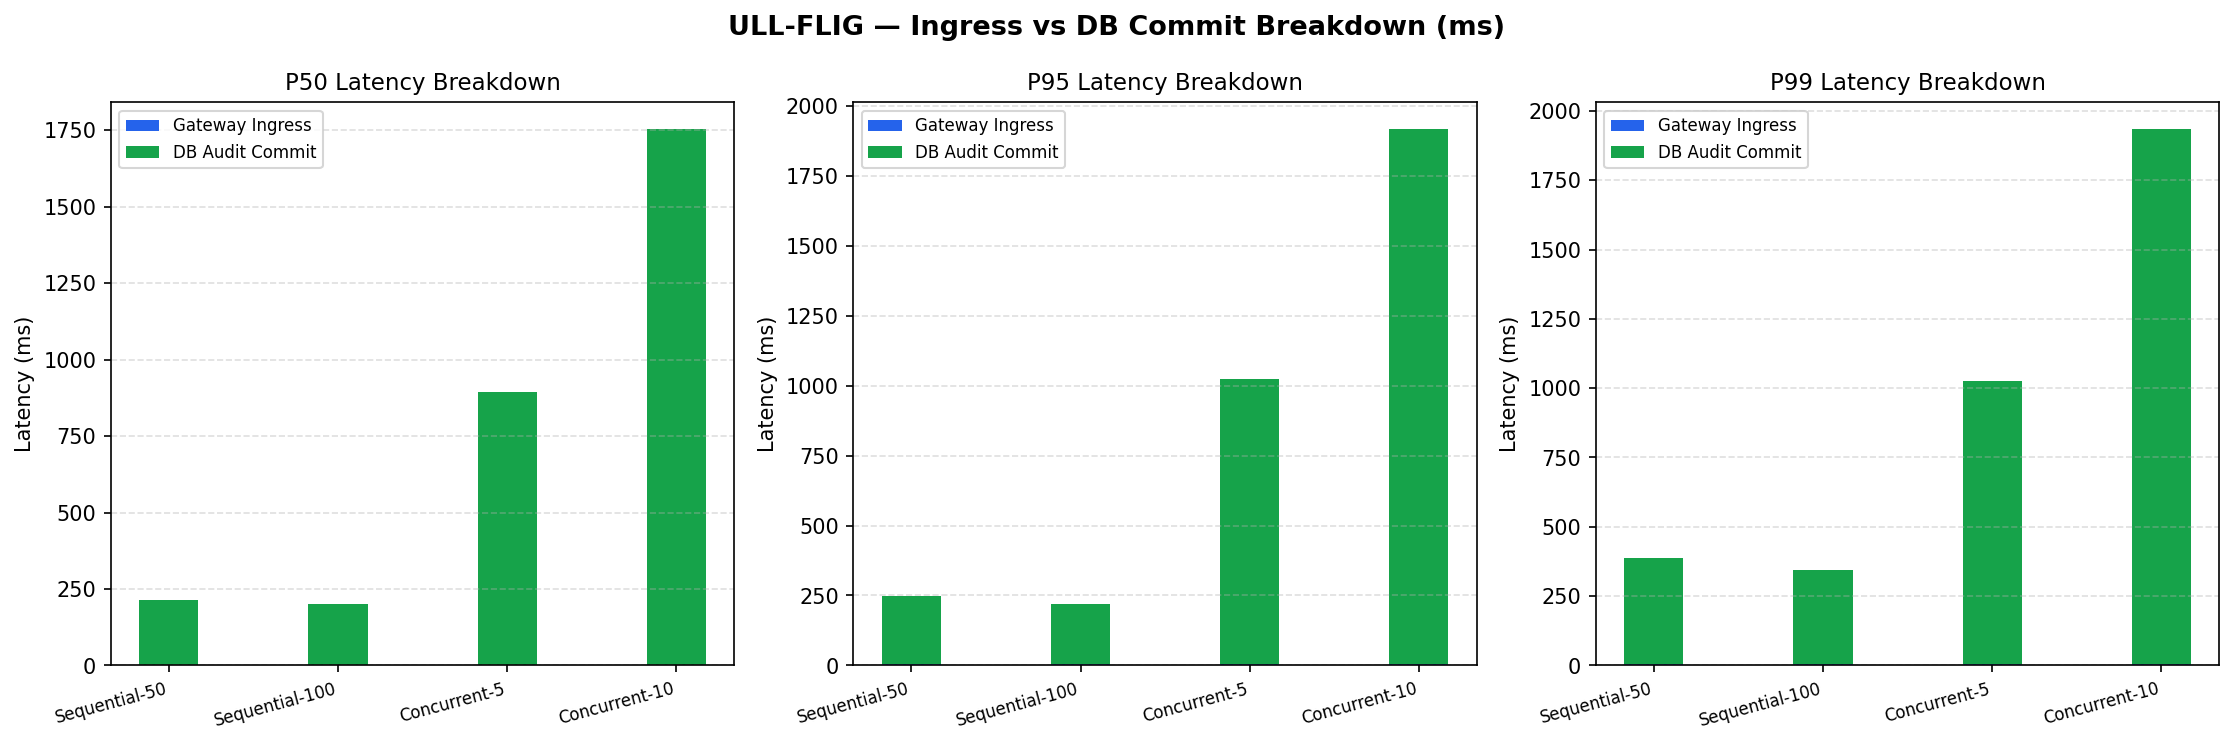 ULL-FLIG — Ingress vs DB Commit Breakdown (ms)
P50 Latency Breakdown
Gateway Ingress
DB Audit Commit
Latency (ms)
1750
1500
1250
1000
750
500
250
0
Sequential-50
Sequential-100
Concurrent-5
Concurrent-10
P95 Latency Breakdown
Gateway Ingress
DB Audit Commit
Latency (ms)
2000
1750
1500
1250
1000
750
500
250
0
Sequential-50
Sequential-100
Concurrent-5
Concurrent-10
P99 Latency Breakdown
Gateway Ingress
DB Audit Commit
Latency (ms)
2000
1750
1500
1250
1000
750
500
250
0
Sequential-50
Sequential-100
Concurrent-5
Concurrent-10